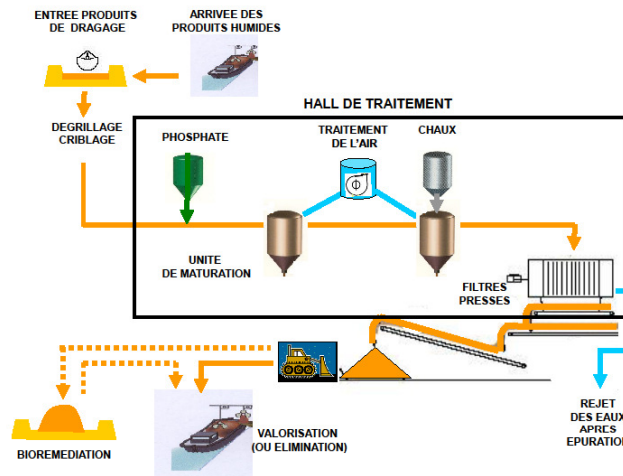 ENTREE PRODUITS
DE DRAGAGE
ARRIVEE DES
PRODUITS HUMIDES
HALL DE TRAITEMENT
DEGRILLAGE
CRIBLAGE
PHOSPHATE
TRAITEMENT
DE L'AIR
CHAUX
UNITE
DE MATURATION
FILTRES
PRESSES
BIOREMEDIATION
VALORISATION
(OU ELIMINATION)
REJET
DES EAUX
APRES
EPURATION